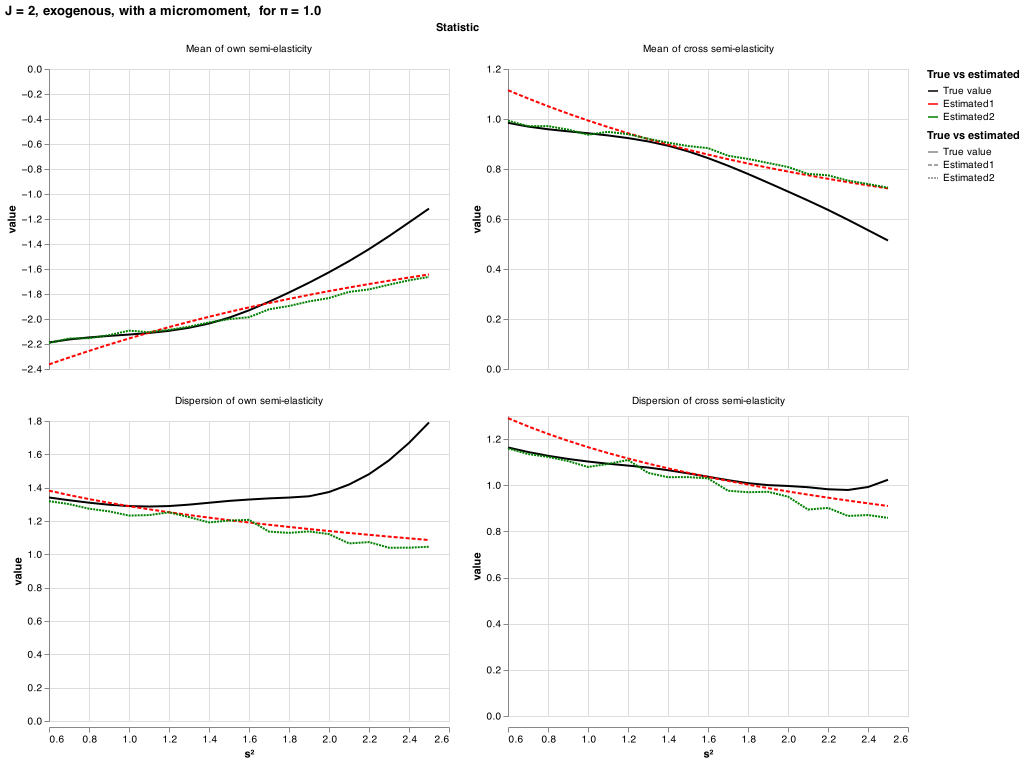 J = 2, exogenous, with a micromoment,  for π = 1.0
Statistic
Mean of own semi-elasticity
Mean of cross semi-elasticity
0.0
−0.2
−0.4
−0.6
−0.8
−1.0
−1.2
−1.4
−1.6
−1.8
−2.0
−2.2
−2.4
value
1.2
1.0
0.8
0.6
0.4
0.2
0.0
value
True vs estimated
True value
Estimated1
Estimated2
True vs estimated
True value
Estimated1
Estimated2
Dispersion of own semi-elasticity
Dispersion of cross semi-elasticity
1.8
1.6
1.4
1.2
1.0
0.8
0.6
0.4
0.2
0.0
value
0.6 0.8 1.0 1.2 1.4 1.6 1.8 2.0 2.2 2.4 2.6
s²
1.2
1.0
0.8
0.6
0.4
0.2
0.0
value
0.6 0.8 1.0 1.2 1.4 1.6 1.8 2.0 2.2 2.4 2.6
s²